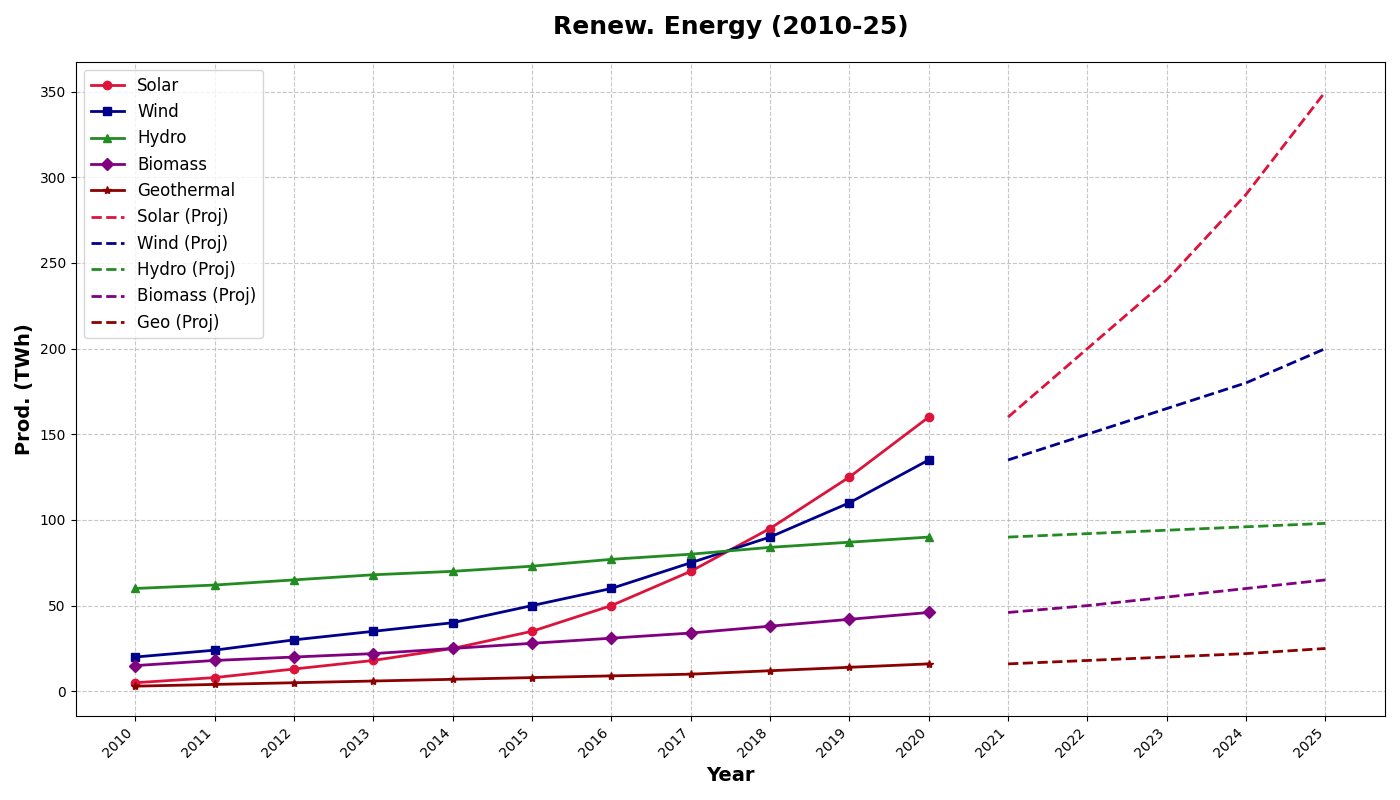 Renew. Energy (2010-25)
Solar
Wind
Hydro
Biomass
Geothermal
Solar (Proj)
Wind (Proj)
Hydro (Proj)
Biomass (Proj)
Geo (Proj)
Prod. (TWh)
350
300
250
200
150
100
50
0
2010
2011
2012
2013
2014
2015
2016
2017
2018
2019
2020
2021
2022
2023
2024
2025
Year